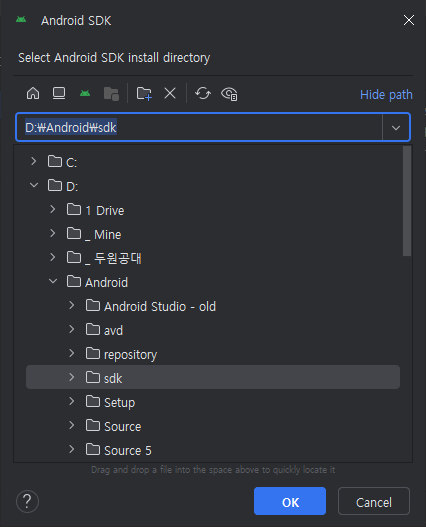 Android SDK
Select Android SDK install directory
Hide path
D:₩Android₩sdk
C:
D:
1 Drive
_ Mine
_ 두원공대
Android
Android Studio - old
avd
repository
sdk
Setup
Source
Source 5
Drag and drop a file into the space above to quickly locate it
?
OK
Cancel